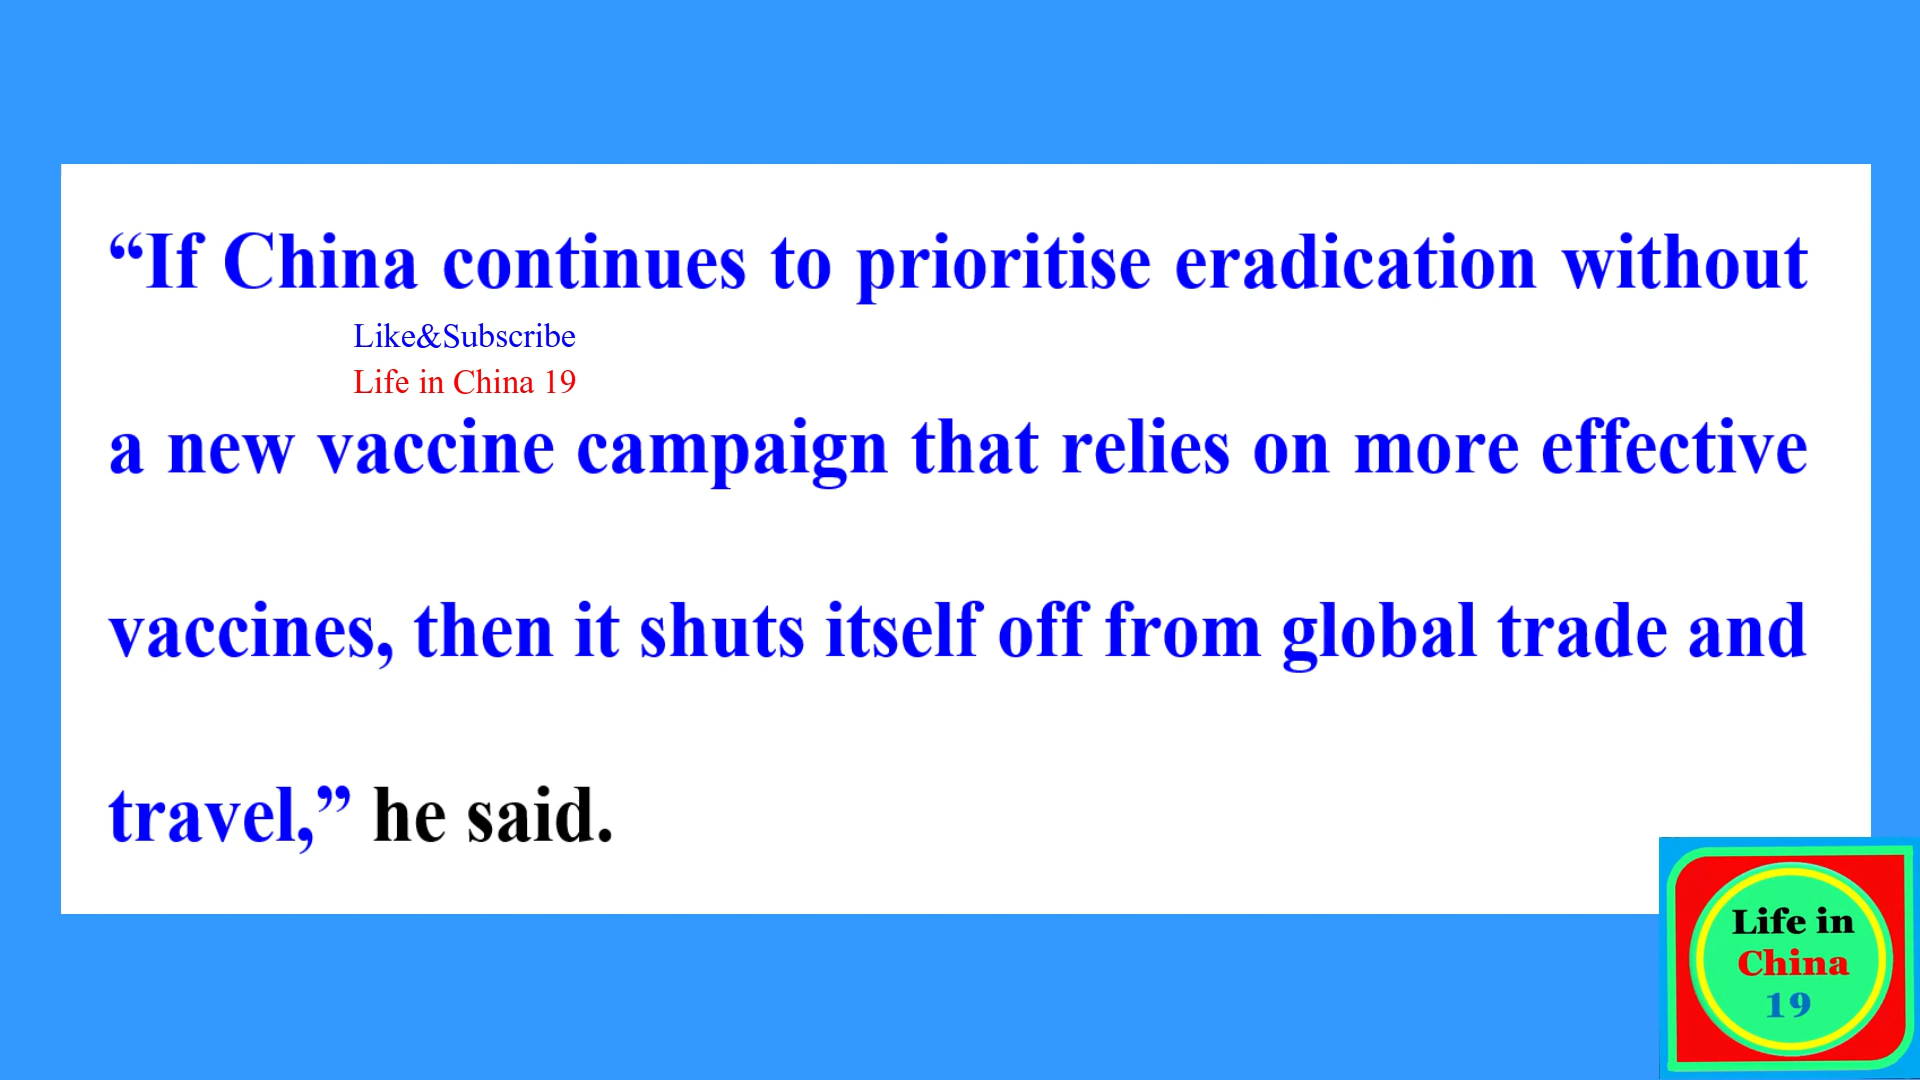 “If China continues to prioritise eradication without
Like&Subscribe
Life in China 19
a new vaccine campaign that relies on more effective
vaccines, then it shuts itself off from global trade and
travel,” he said.
Life in
China
19